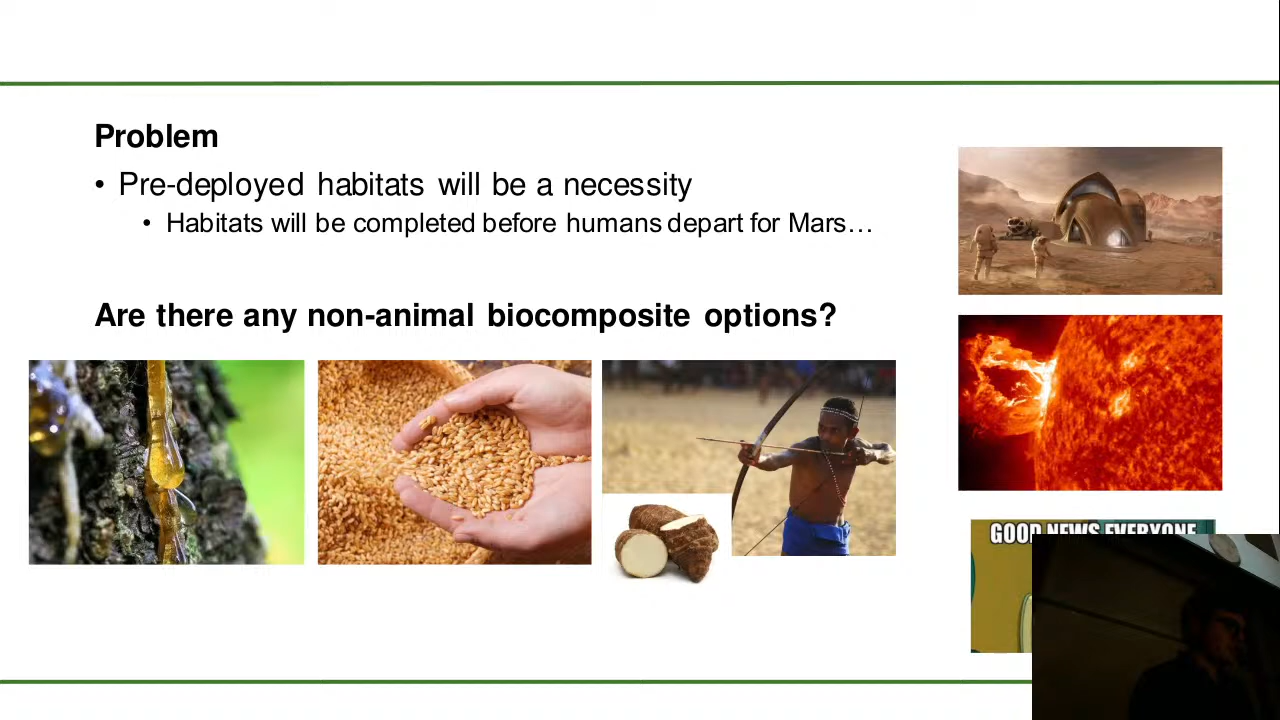 Problem
• Pre-deployed habitats will be a necessity
• Habitats will be completed before humans depart for Mars…
Are there any non-animal biocomposite options?
GOOD NEWS EVERYONE